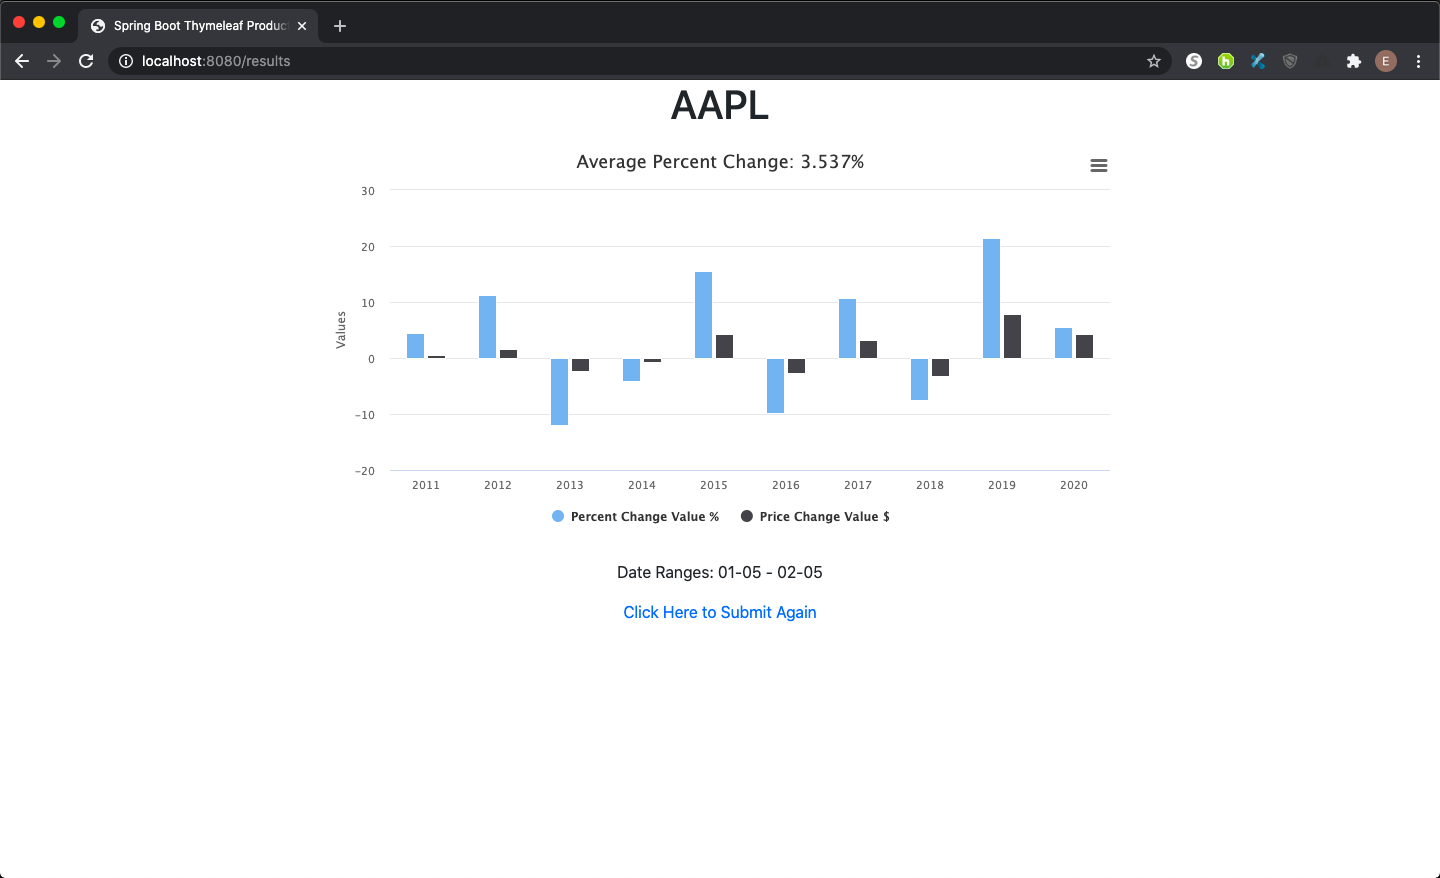 Spring Boot Thymeleaf Product
localhost:8080/results
E
AAPL
Average Percent Change: 3.537%
30
20
10
0
-10
-20
Values
2011 2012 2013 2014 2015 2016 2017 2018 2019 2020
Percent Change Value % Price Change Value $
Date Ranges: 01-05 - 02-05
Click Here to Submit Again